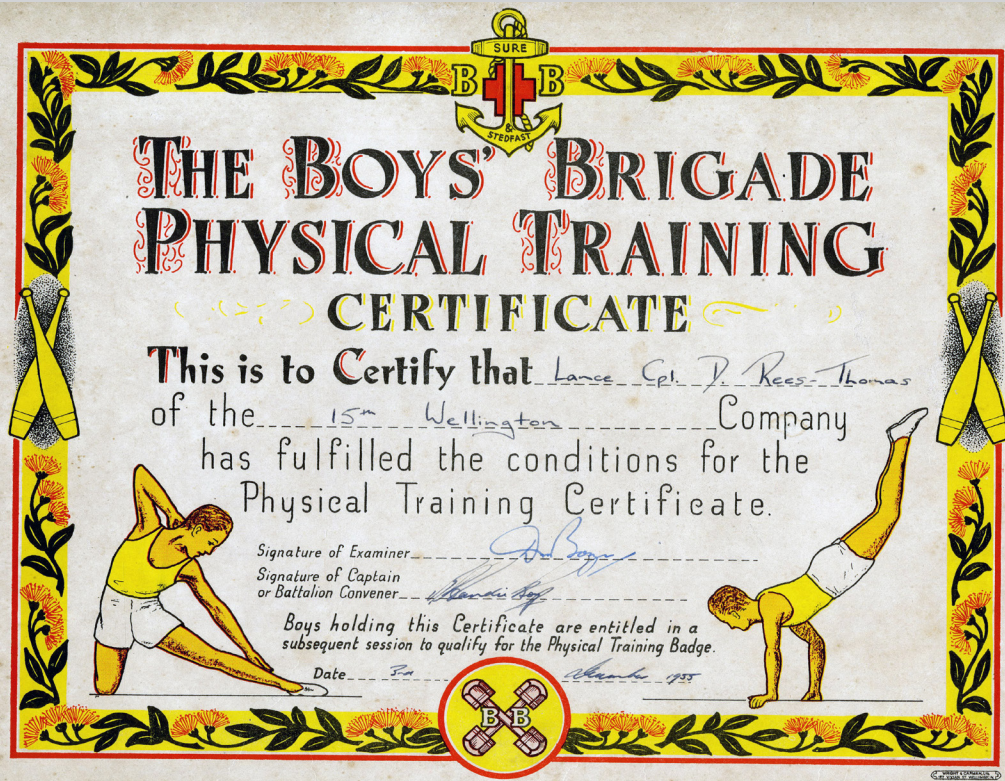 SURE
B B
& STEDFAST
THE BOYS' BRIGADE
PHYSICAL TRAINING
CERTIFICATE
This is to Certify that Lance Cpl. D. Rees-Thomas
of the 15th Wellington Company
has fulfilled the conditions for the
Physical Training Certificate.
Signature of Examiner
Signature of Captain
or Battalion Convener
Boys holding this Certificate are entitled in a
subsequent session to qualify for the Physical Training Badge.
Date 3rd 1955
B B